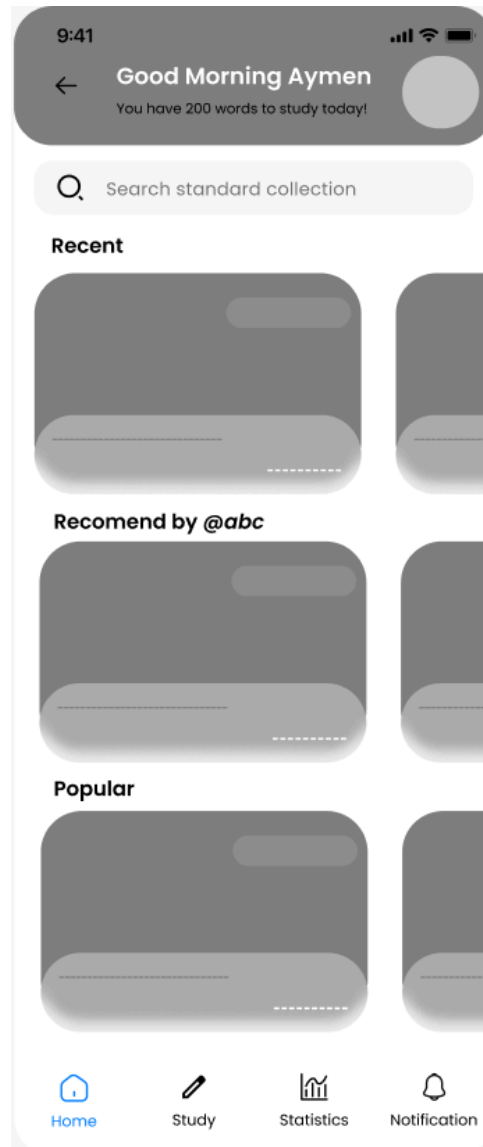 9:41
Good Morning Aymen
You have 200 words to study today!
Search standard collection
Recent
Recomend by @abc
Popular
Home Study Statistics Notification